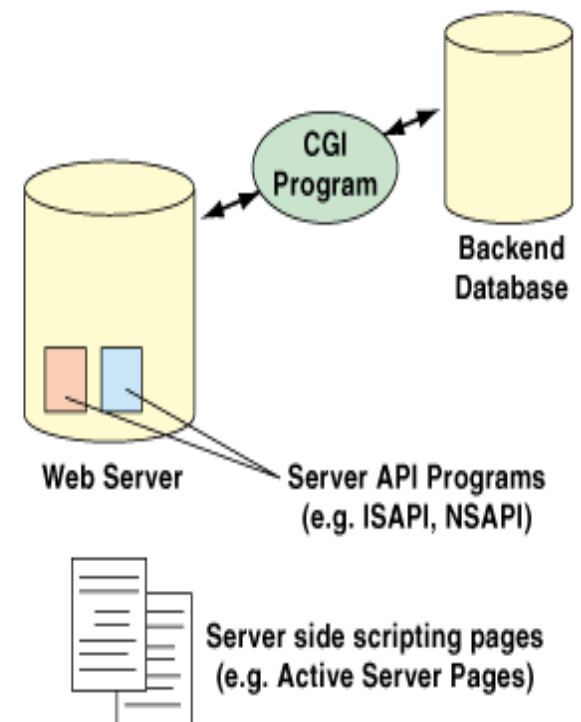 CGI
Program
Backend
Database
Web Server
Server API Programs
(e.g. ISAPI, NSAPI)
Server side scripting pages
(e.g. Active Server Pages)